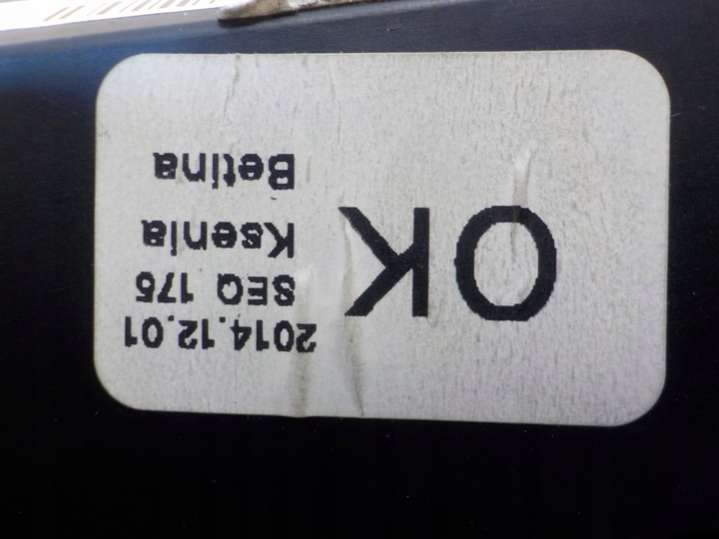 OK
2014.12.01
SEQ 175
Ksenia
Betina